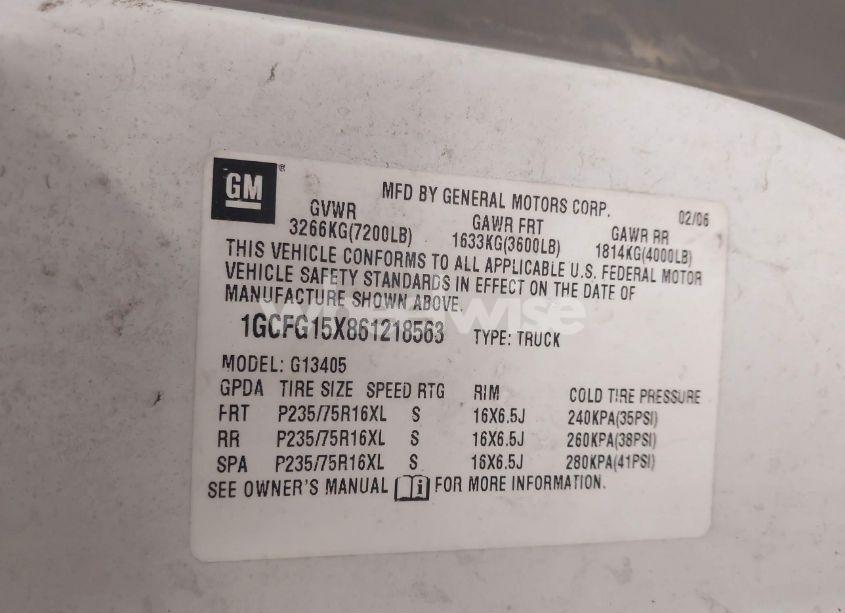 GM ®
MFD BY GENERAL MOTORS CORP. 02/06
GVWR GAWR FRT GAWR RR
3266KG(7200LB) 1633KG(3600LB) 1814KG(4000LB)
THIS VEHICLE CONFORMS TO ALL APPLICABLE U.S. FEDERAL MOTOR
VEHICLE SAFETY STANDARDS IN EFFECT ON THE DATE OF
MANUFACTURE SHOWN ABOVE.
1GCFG15X861218563 TYPE: TRUCK
MODEL: G13405
GPDA TIRE SIZE SPEED RTG RIM COLD TIRE PRESSURE
FRT P235/75R16XL S 16X6.5J 240KPA(35PSI)
RR P235/75R16XL S 16X6.5J 260KPA(38PSI)
SPA P235/75R16XL S 16X6.5J 280KPA(41PSI)
SEE OWNER'S MANUAL i FOR MORE INFORMATION.